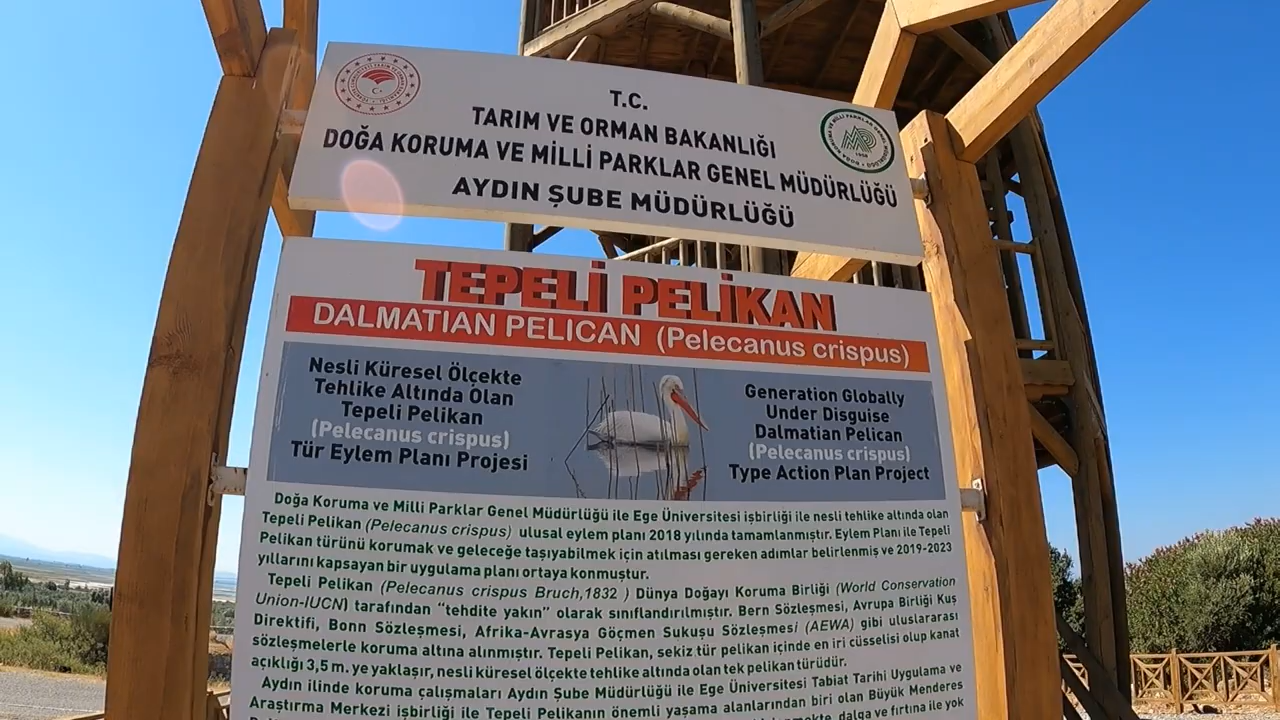 T.C.
TARIM VE ORMAN BAKANLIĞI
DOĞA KORUMA VE MİLLİ PARKLAR GENEL MÜDÜRLÜĞÜ
AYDIN ŞUBE MÜDÜRLÜĞÜ
TEPELİ PELİKAN
DALMATIAN PELICAN (Pelecanus crispus)
Nesli Küresel Ölçekte
Tehlike Altında Olan
Tepeli Pelikan
(Pelecanus crispus)
Tür Eylem Planı Projesi
Generation Globally
Under Disguise
Dalmatian Pelican
(Pelecanus crispus)
Type Action Plan Project
Doğa Koruma ve Milli Parklar Genel Müdürlüğü ile Ege Üniversitesi işbirliği ile nesli tehlike altında olan
Tepeli Pelikan (Pelecanus crispus) ulusal eylem planı 2018 yılında tamamlanmıştır. Eylem Planı ile Tepeli
Pelikan türünü korumak ve geleceğe taşıyabilmek için atılması gereken adımlar belirlenmiş ve 2019-2023
yıllarını kapsayan bir uygulama planı ortaya konmuştur.
Tepeli Pelikan (Pelecanus crispus Bruch,1832 ) Dünya Doğayı Koruma Birliği (World Conservation
Union-IUCN) tarafından “tehdite yakın” olarak sınıflandırılmıştır. Bern Sözleşmesi, Avrupa Birliği Kuş
Direktifi, Bonn Sözleşmesi, Afrika-Avrasya Göçmen Sukuşu Sözleşmesi (AEWA) gibi uluslararası
sözleşmelerle koruma altına alınmıştır. Tepeli Pelikan, sekiz tür pelikan içinde en iri cüsselisi olup kanat
açıklığı 3,5 m. ye yaklaşır, nesli küresel ölçekte tehlike altında olan tek pelikan türüdür.
Aydın ilinde koruma çalışmaları Aydın Şube Müdürlüğü ile Ege Üniversitesi Tabiat Tarihi Uygulama ve
Araştırma Merkezi işbirliği ile Tepeli Pelikanın önemli yaşama alanlarından biri olan Büyük Menderes
dalga ve fırtına ile yok